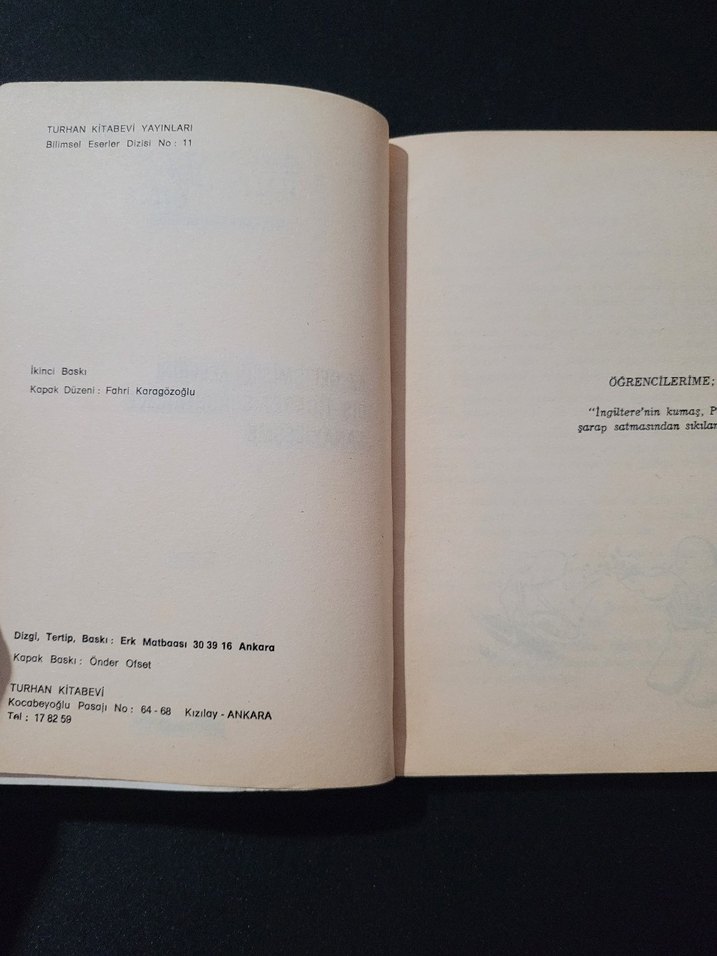 TURHAN KİTABEVİ YAYINLARI
Bilimsel Eserler Dizisi No : 11
İkinci Baskı
Kapak Düzeni : Fahri Karagözoğlu
Dizgi, Tertip, Baskı : Erk Matbaası 30 39 16 Ankara
Kapak Baskı : Önder Ofset
TURHAN KİTABEVİ
Kocabeyoğlu Pasajı No : 64 - 68 Kızılay - ANKARA
Tel : 17 82 59
ÖĞRENCİLERİME;
"İngiltere'nin kumaş, P
şarap satmasından sıkılar